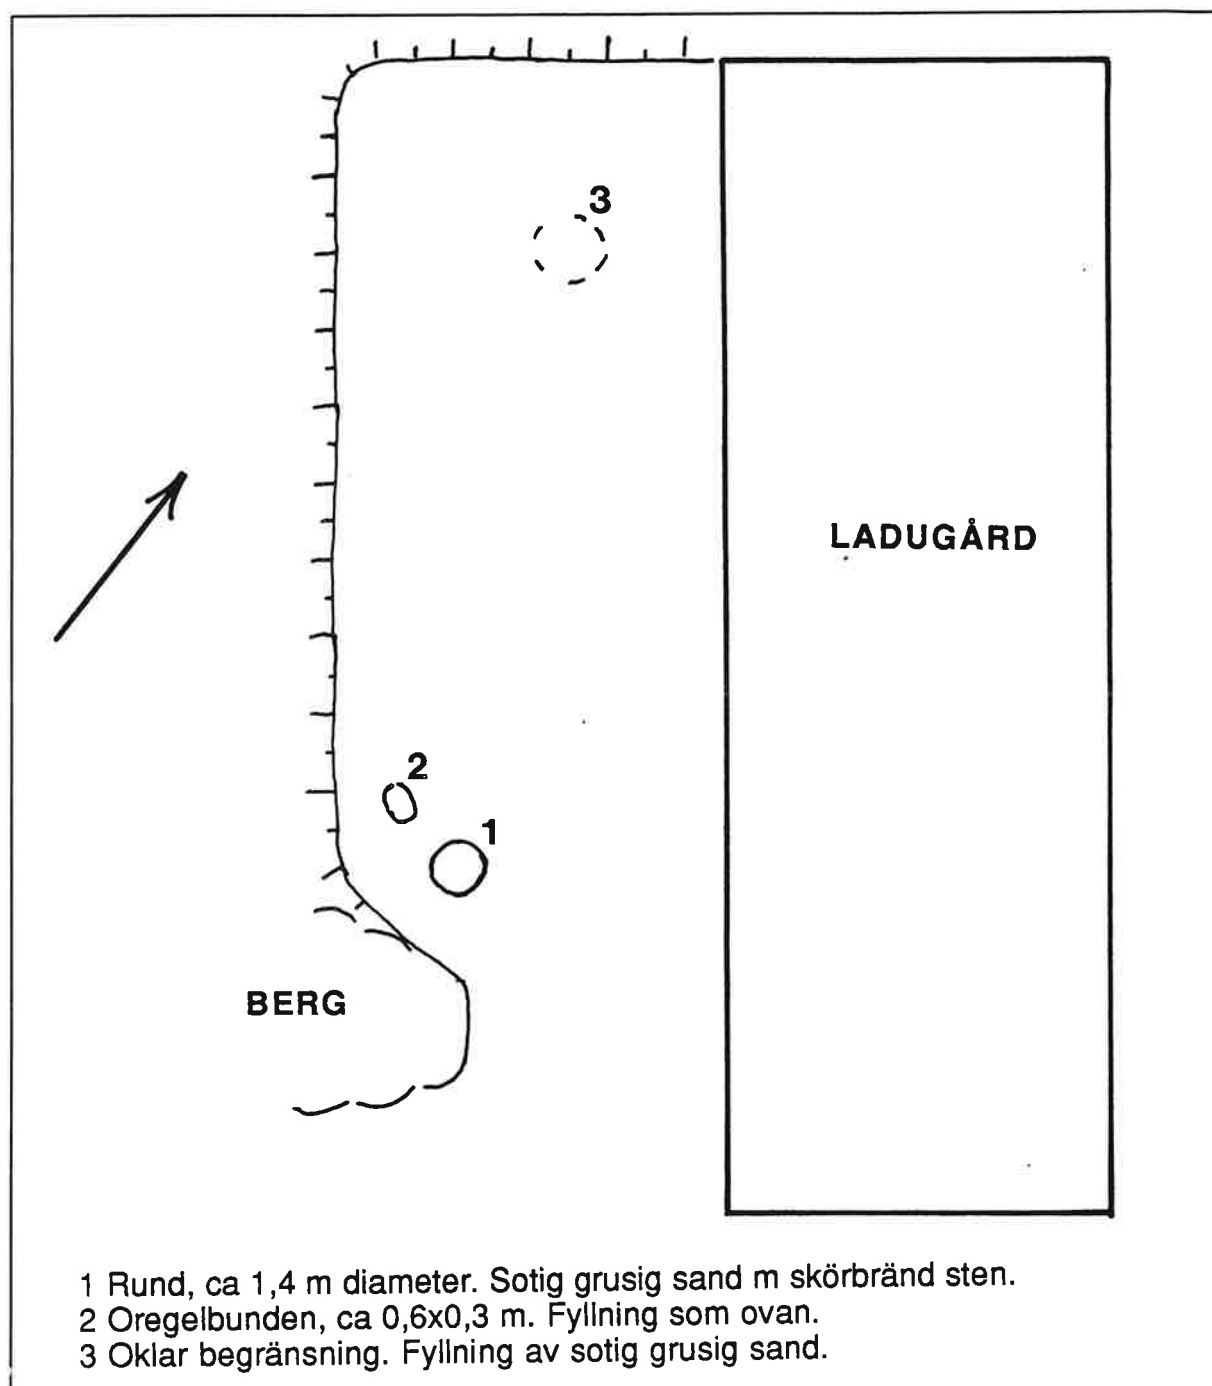 3
LADUGÅRD
2
1
BERG
1 Rund, ca 1,4 m diameter. Sotig grusig sand m skörbränd sten.
2 Oregelbunden, ca 0,6x0,3 m. Fyllning som ovan.
3 Oklar begränsning. Fyllning av sotig grusig sand.